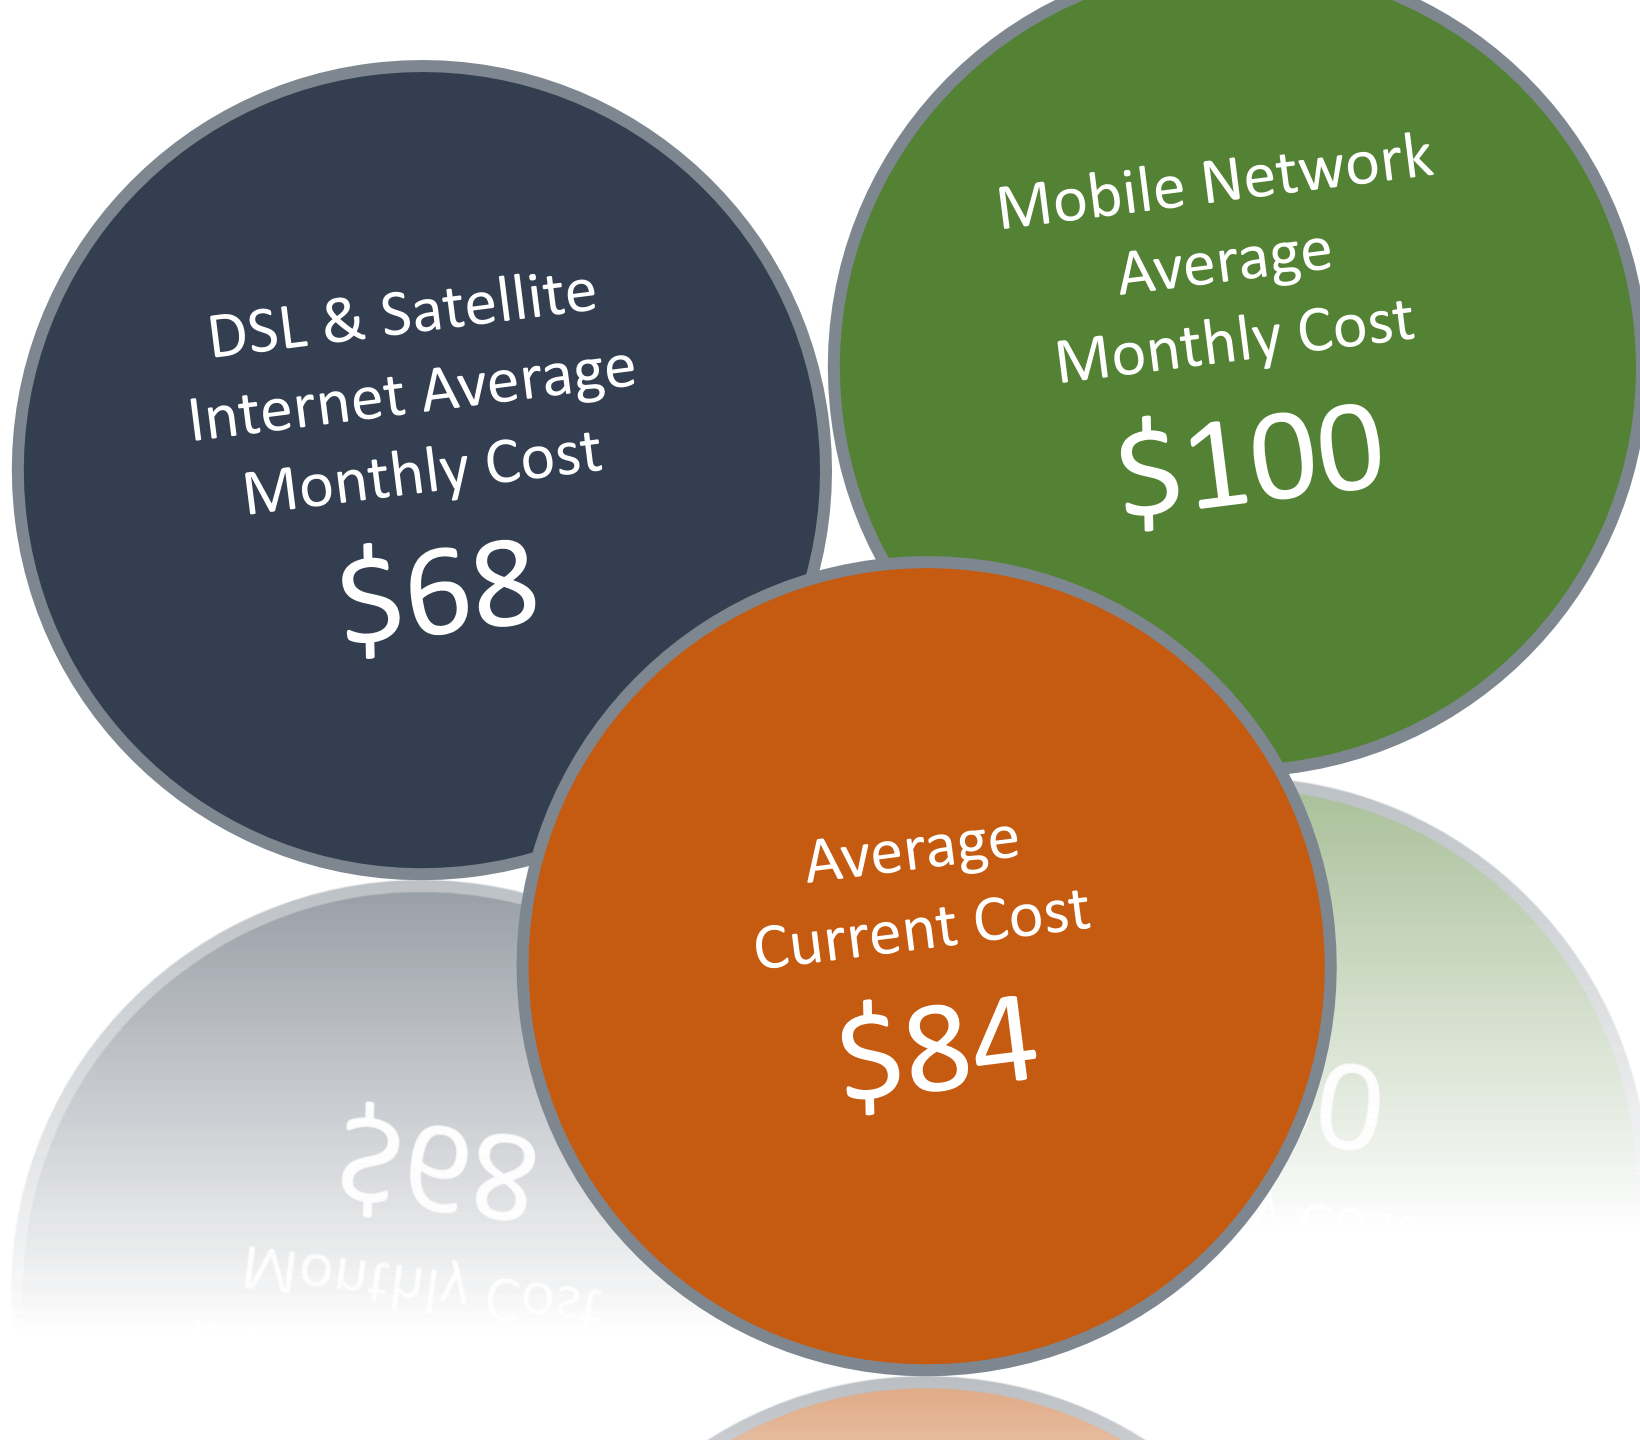 DSL & Satellite
Internet Average
Monthly Cost
$68
Mobile Network
Average
Monthly Cost
$100
Average
Current Cost
$84